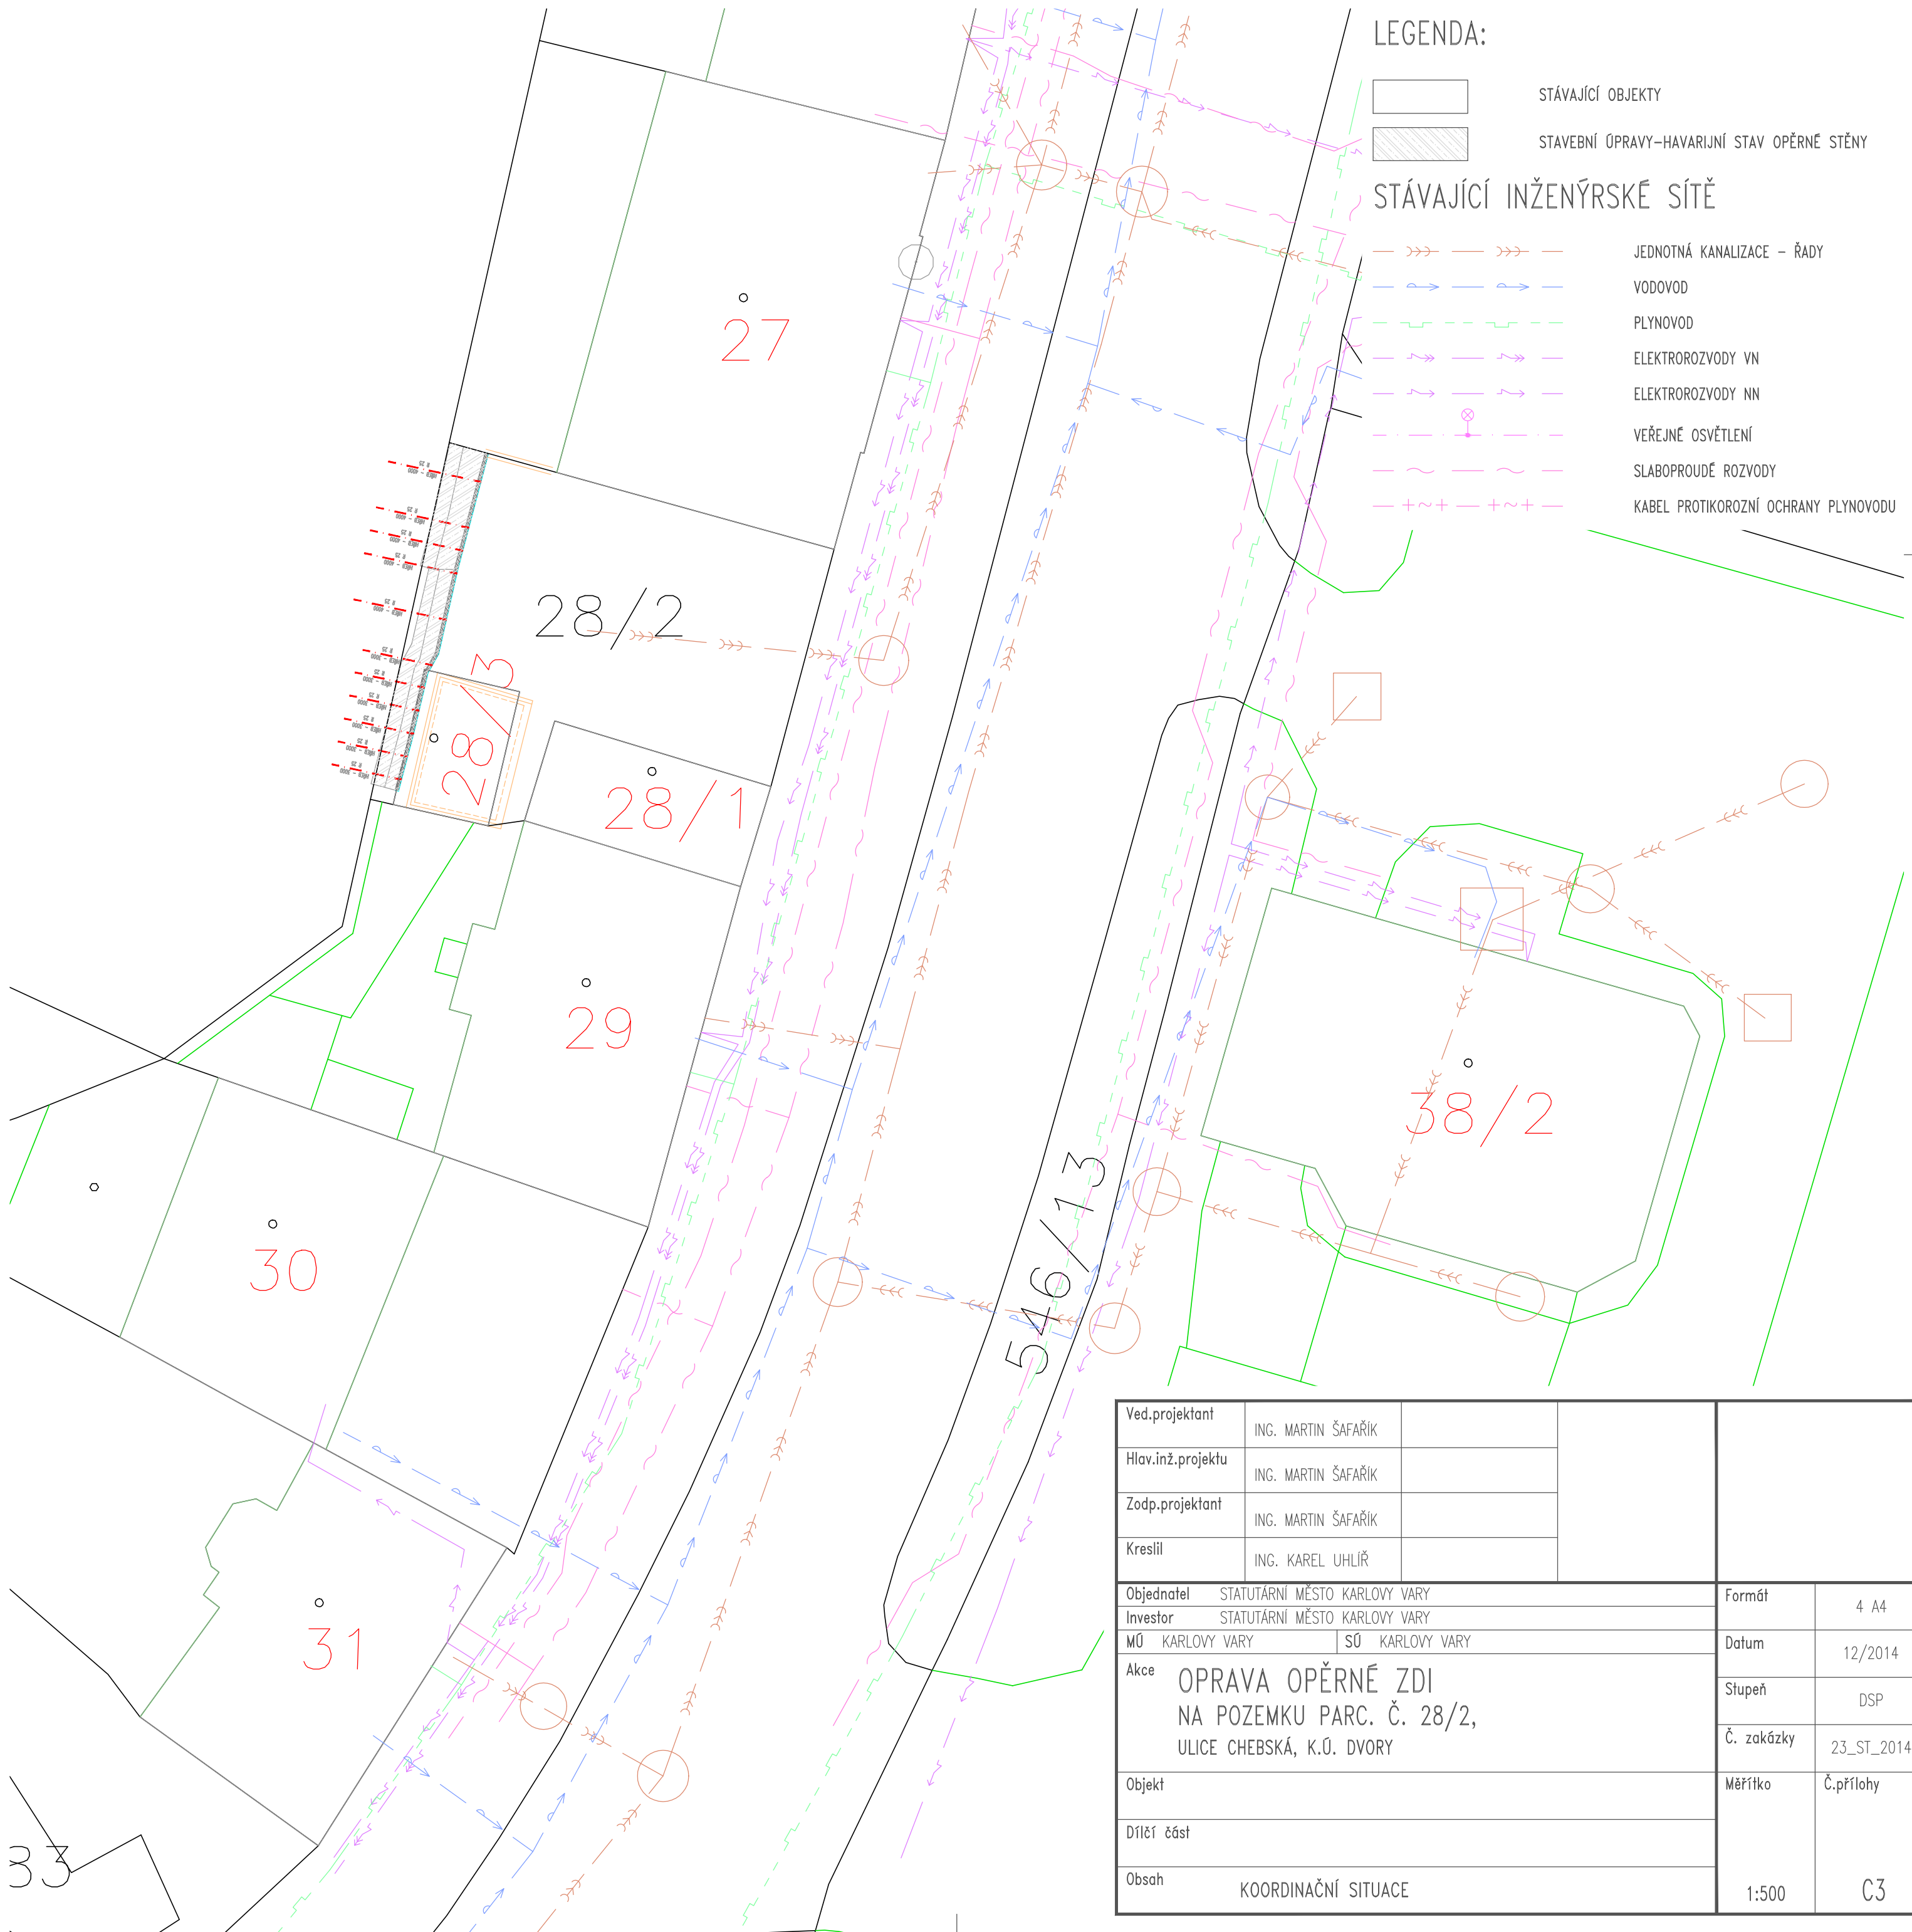 LEGENDA:
STÁVAJÍCÍ OBJEKTY
STAVEBNÍ ÚPRAVY-HAVARIJNÍ STAV OPĚRNÉ STĚNY
STÁVAJÍCÍ INŽENÝRSKÉ SÍTĚ
JEDNOTNÁ KANALIZACE - ŘADY
VODOVOD
PLYNOVOD
ELEKTROROZVODY VN
ELEKTROROZVODY NN
VEŘEJNÉ OSVĚTLENÍ
SLABOPROUDÉ ROZVODY
KABEL PROTIKOROZNÍ OCHRANY PLYNOVODU
27
28/2
28/3
28/1
29
38/2
546/13
30
31
83
Ved.projektant ING. MARTIN ŠAFAŘÍK
Hlav.inž.projektu ING. MARTIN ŠAFAŘÍK
Zodp.projektant ING. MARTIN ŠAFAŘÍK
Kreslil ING. KAREL UHLÍŘ
Objednatel STATUTÁRNÍ MĚSTO KARLOVY VARY
Investor STATUTÁRNÍ MĚSTO KARLOVY VARY
MÚ KARLOVY VARY SÚ KARLOVY VARY
Akce OPRAVA OPĚRNÉ ZDI
NA POZEMKU PARC. Č. 28/2,
ULICE CHEBSKÁ, K.Ú. DVORY
Objekt
Dílčí část
Obsah KOORDINAČNÍ SITUACE
Formát 4 A4
Datum 12/2014
Stupeň DSP
Č. zakázky 23_ST_2014
Měřítko 1:500
Č.přílohy C3